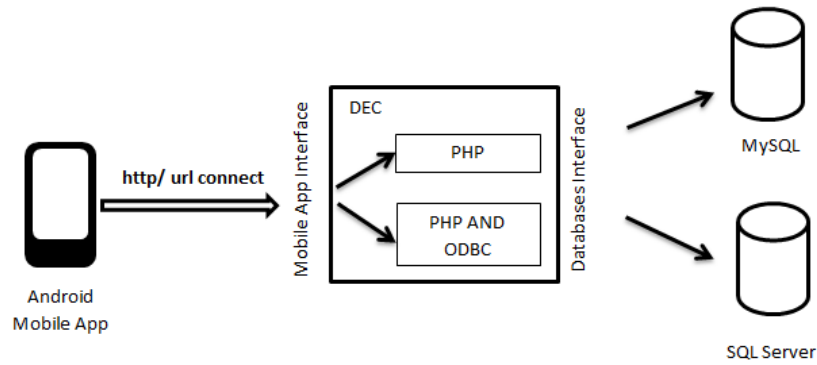 Android
Mobile App
http/ url connect
Mobile App Interface
DEC
PHP
PHP AND
ODBC
Databases Interface
MySQL
SQL Server